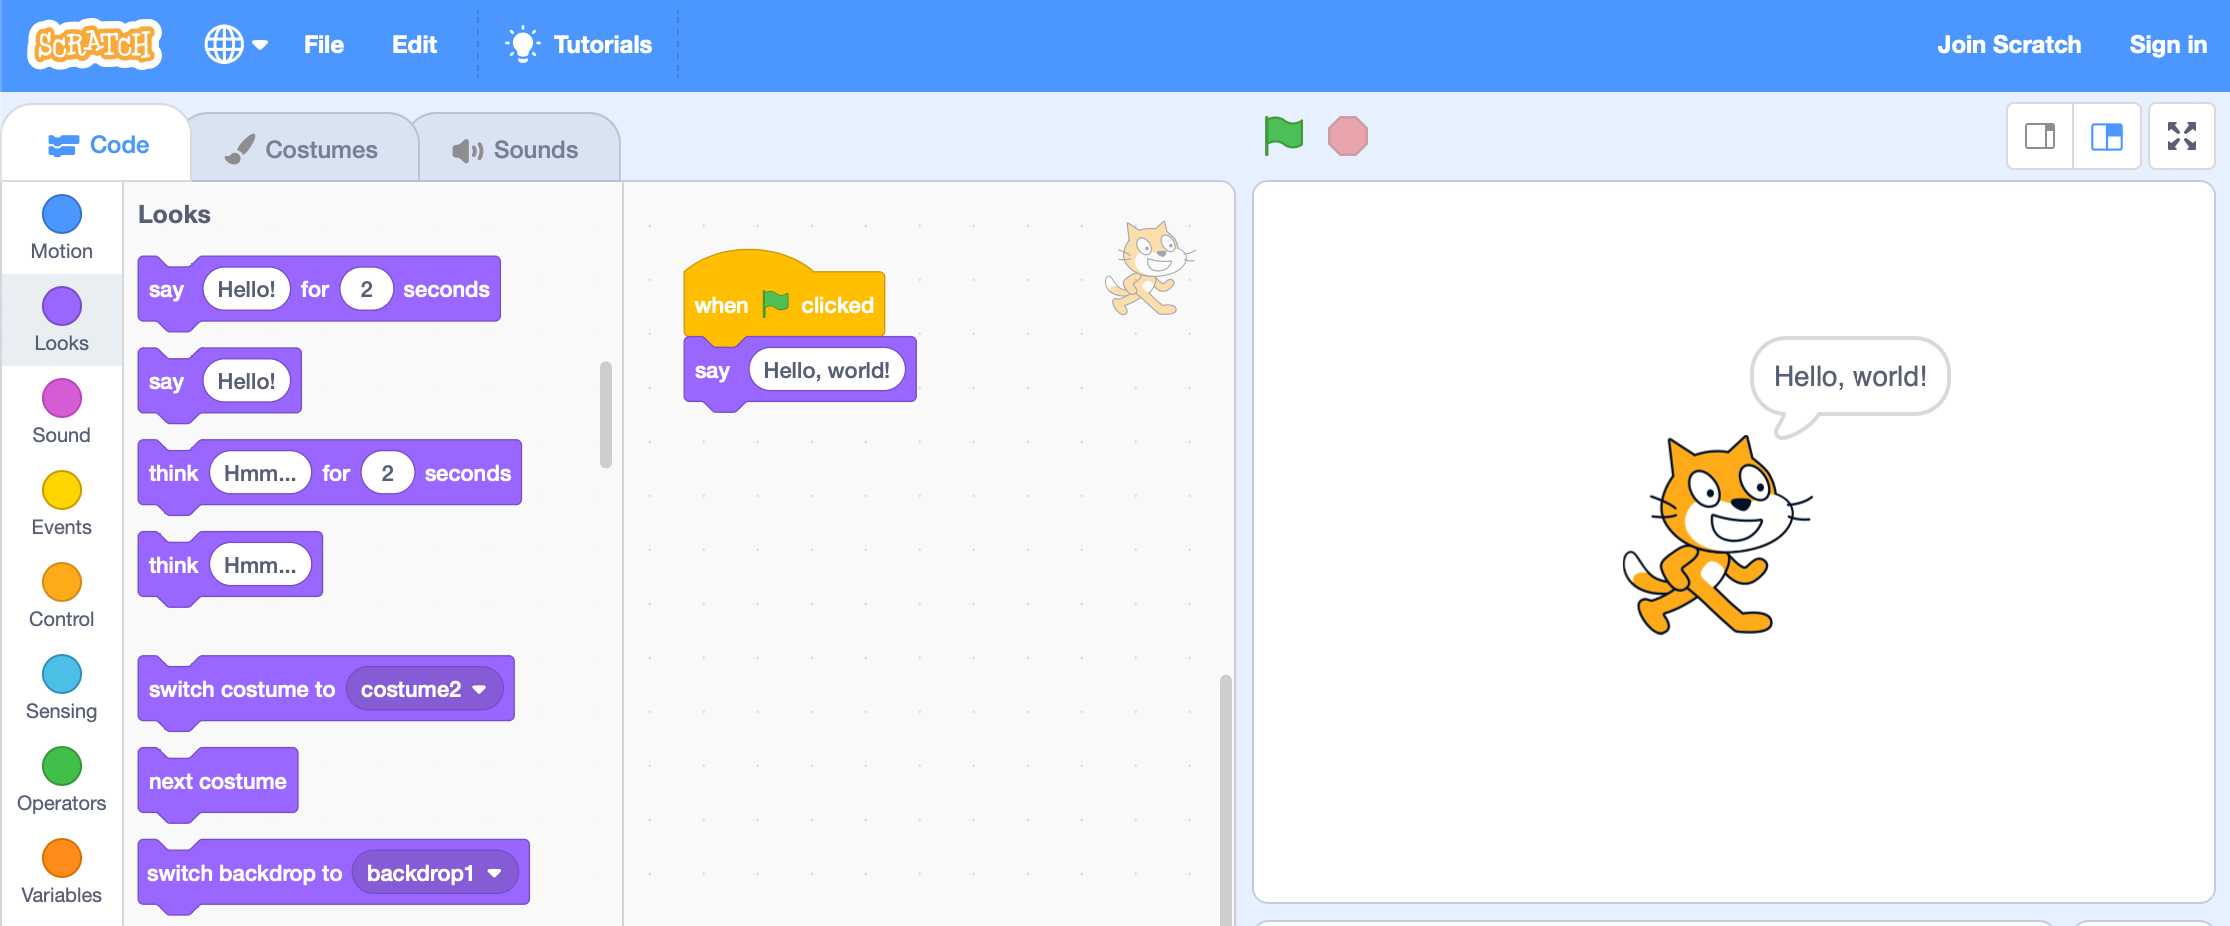 SCRATCH File Edit Tutorials Join Scratch Sign in
Code Costumes Sounds
Motion
Looks
Sound
Events
Control
Sensing
Operators
Variables
Looks
say Hello! for 2 seconds
say Hello!
think Hmm... for 2 seconds
think Hmm...
switch costume to costume2
next costume
switch backdrop to backdrop1
when clicked
say Hello, world!
Hello, world!